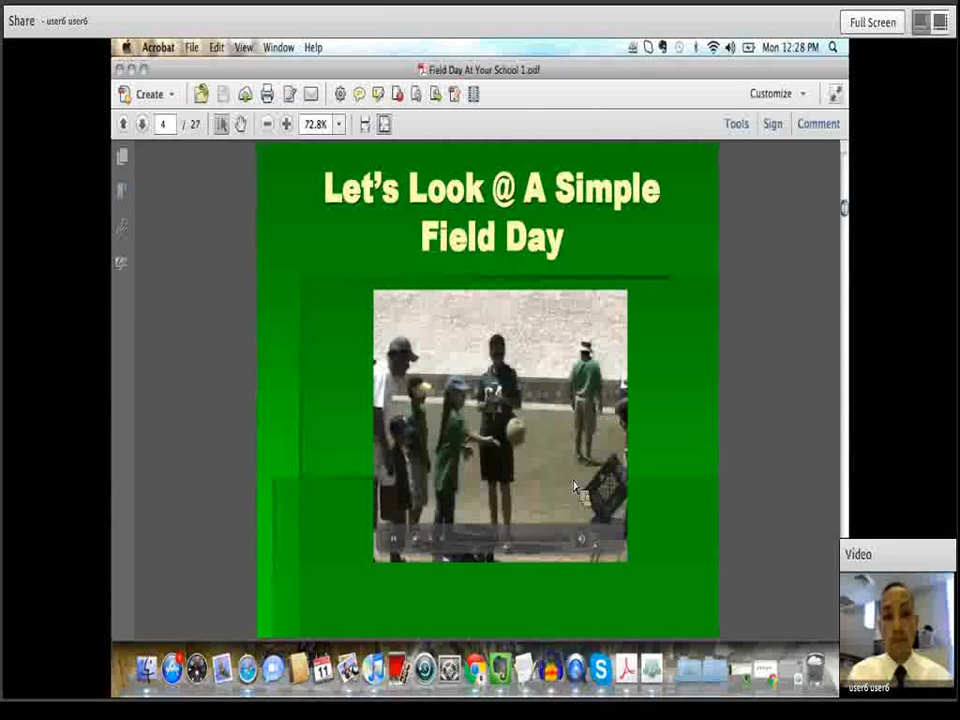 Share - user6 user6
Full Screen
Acrobat File Edit View Window Help
Mon 12:28 PM
Field Day At Your School 1.pdf
Create
Customize
4 / 27
72.8%
Tools Sign Comment
Let's Look @ A Simple
Field Day
Video
user6 user6